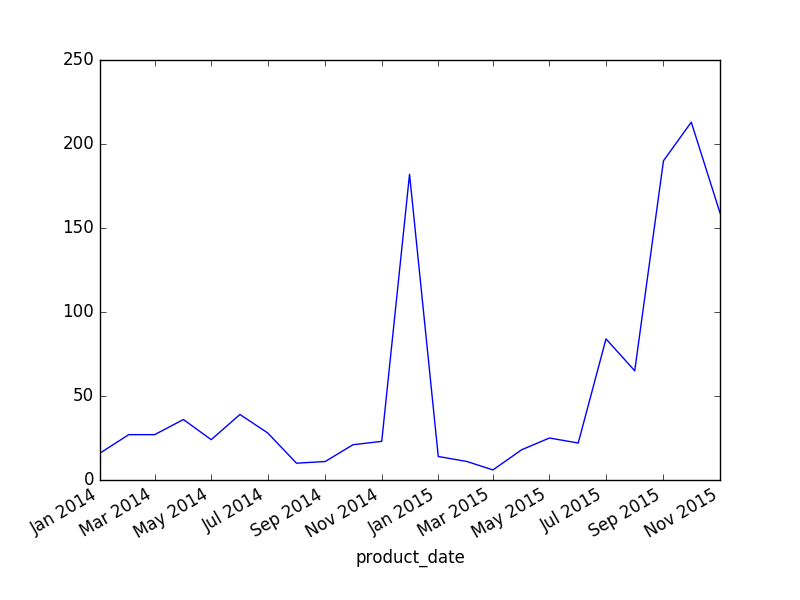 250
200
150
100
50
0
Jan 2014
Mar 2014
May 2014
Jul 2014
Sep 2014
Nov 2014
Jan 2015
Mar 2015
May 2015
Jul 2015
Sep 2015
Nov 2015
product_date